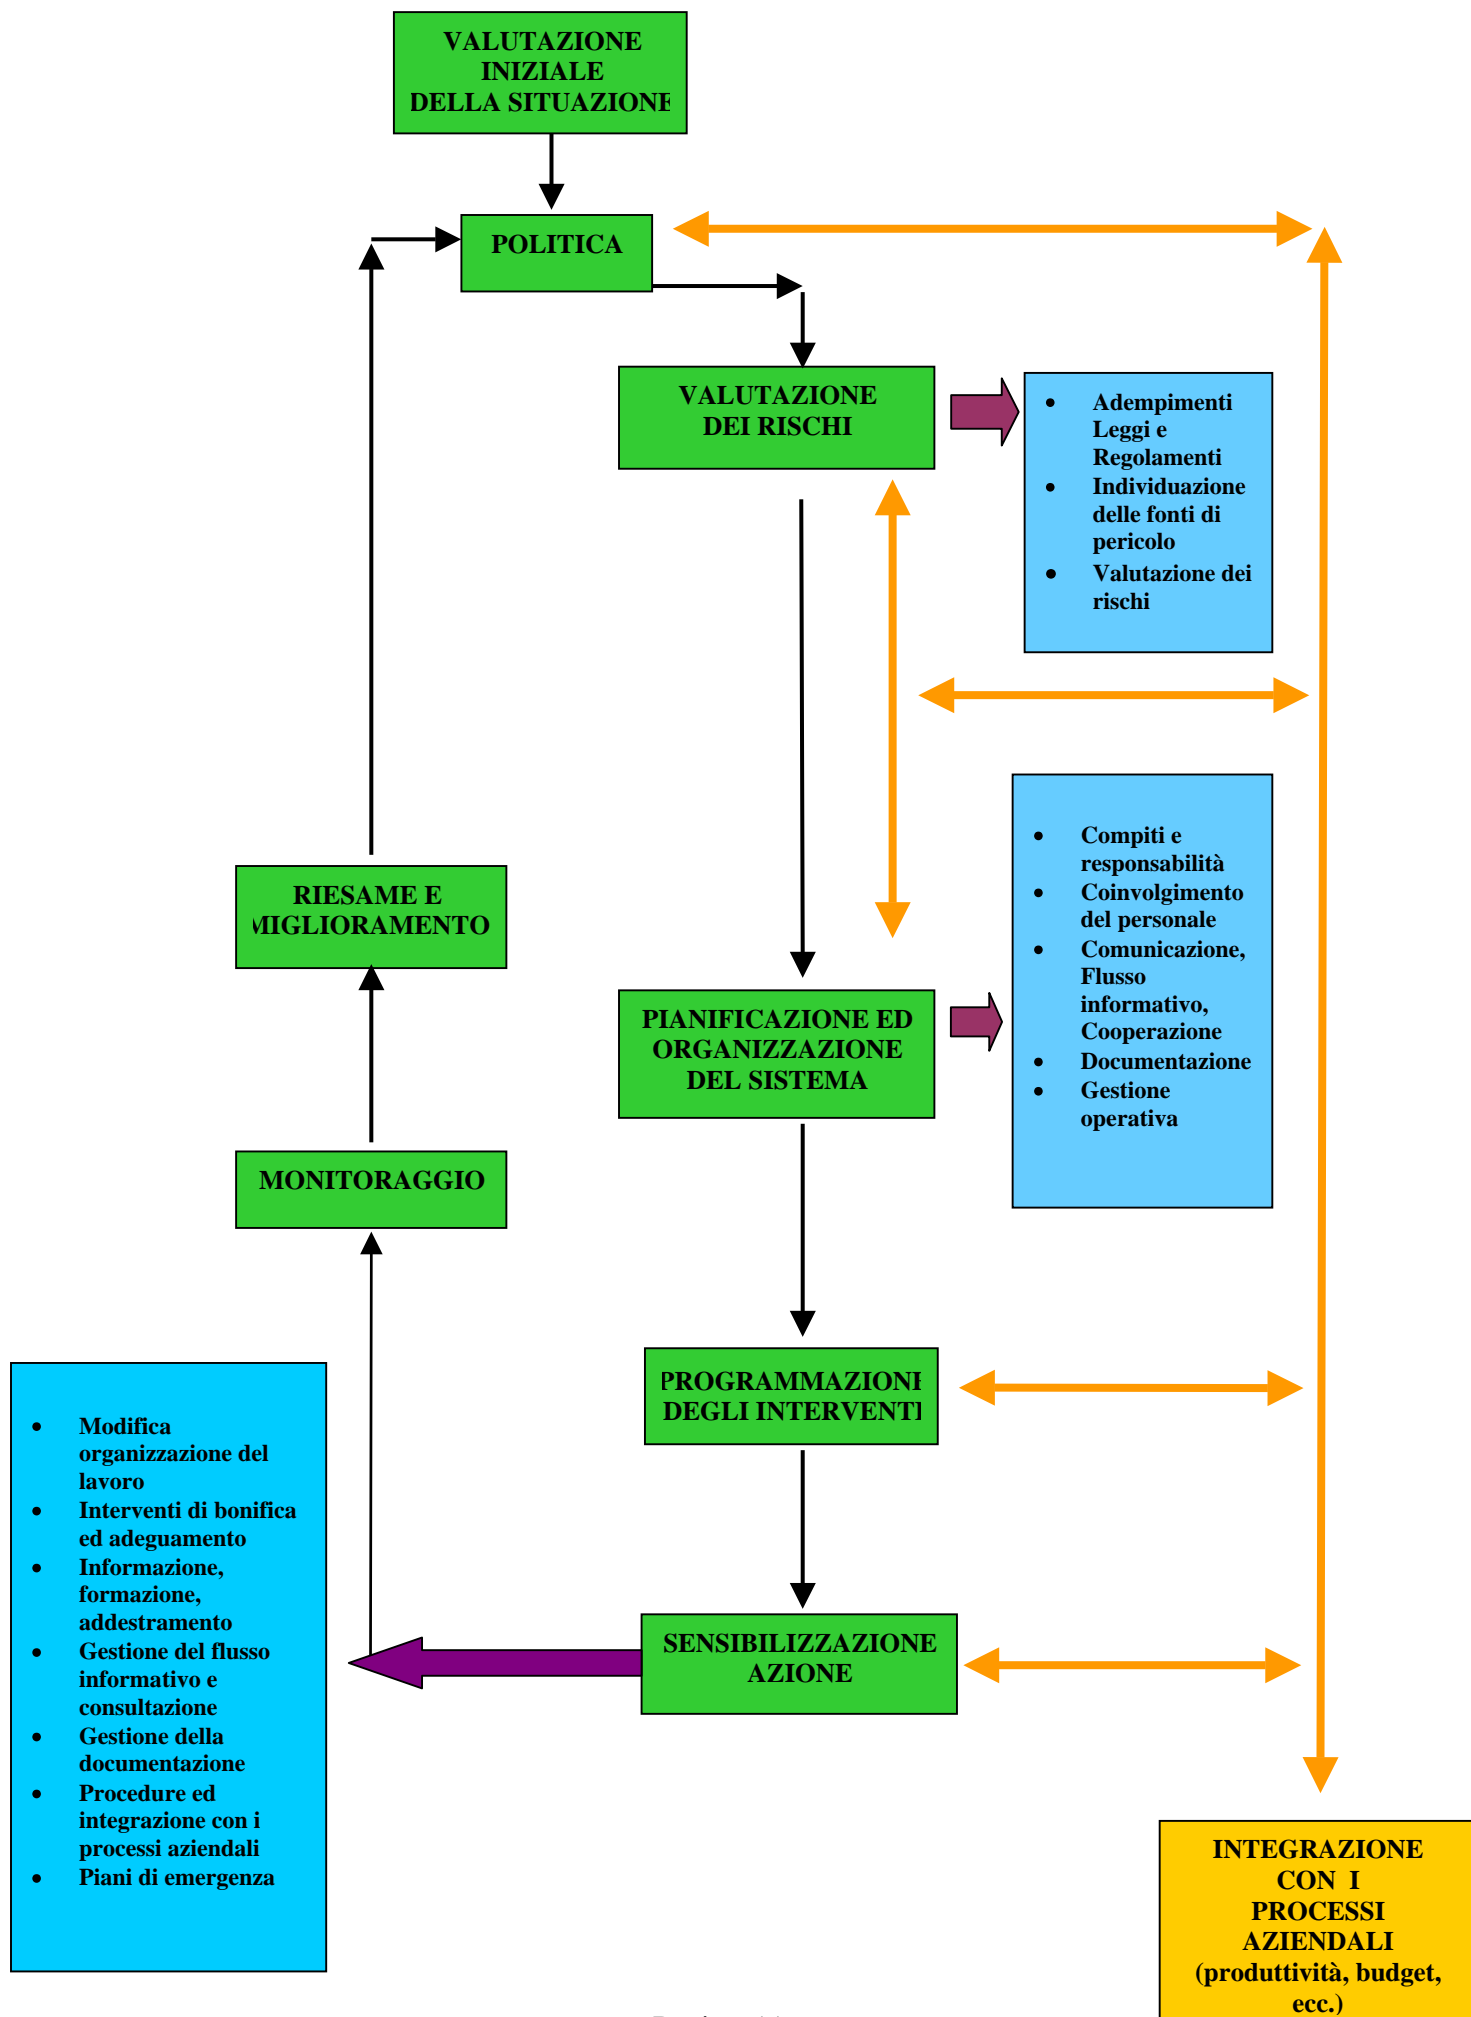 VALUTAZIONE
INIZIALE
DELLA SITUAZIONE
POLITICA
VALUTAZIONE
DEI RISCHI
• Adempimenti
Leggi e
Regolamenti
• Individuazione
delle fonti di
pericolo
• Valutazione dei
rischi
• Compiti e
responsabilità
• Coinvolgimento
del personale
• Comunicazione,
Flusso
informativo,
Cooperazione
• Documentazione
• Gestione
operativa
RIESAME E
MIGLIORAMENTO
PIANIFICAZIONE ED
ORGANIZZAZIONE
DEL SISTEMA
MONITORAGGIO
PROGRAMMAZIONE
DEGLI INTERVENTI
• Modifica
organizzazione del
lavoro
• Interventi di bonifica
ed adeguamento
• Informazione,
formazione,
addestramento
• Gestione del flusso
informativo e
consultazione
• Gestione della
documentazione
• Procedure ed
integrazione con i
processi aziendali
• Piani di emergenza
SENSIBILIZZAZIONE
AZIONE
INTEGRAZIONE
CON I
PROCESSI
AZIENDALI
(produttività, budget,
ecc.)